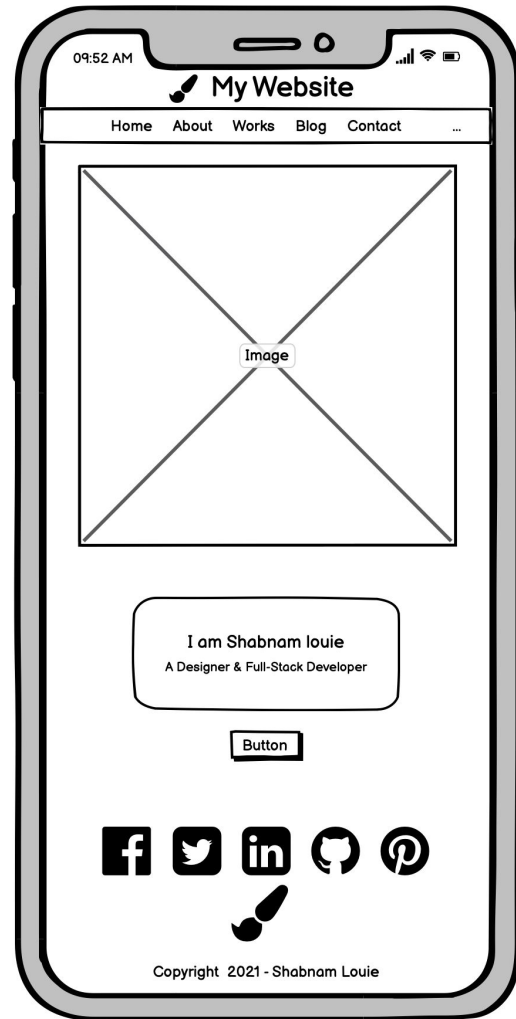 09:52 AM
My Website
Home About Works Blog Contact ...
Image
I am Shabnam louie
A Designer & Full-Stack Developer
Button
Copyright 2021 - Shabnam Louie